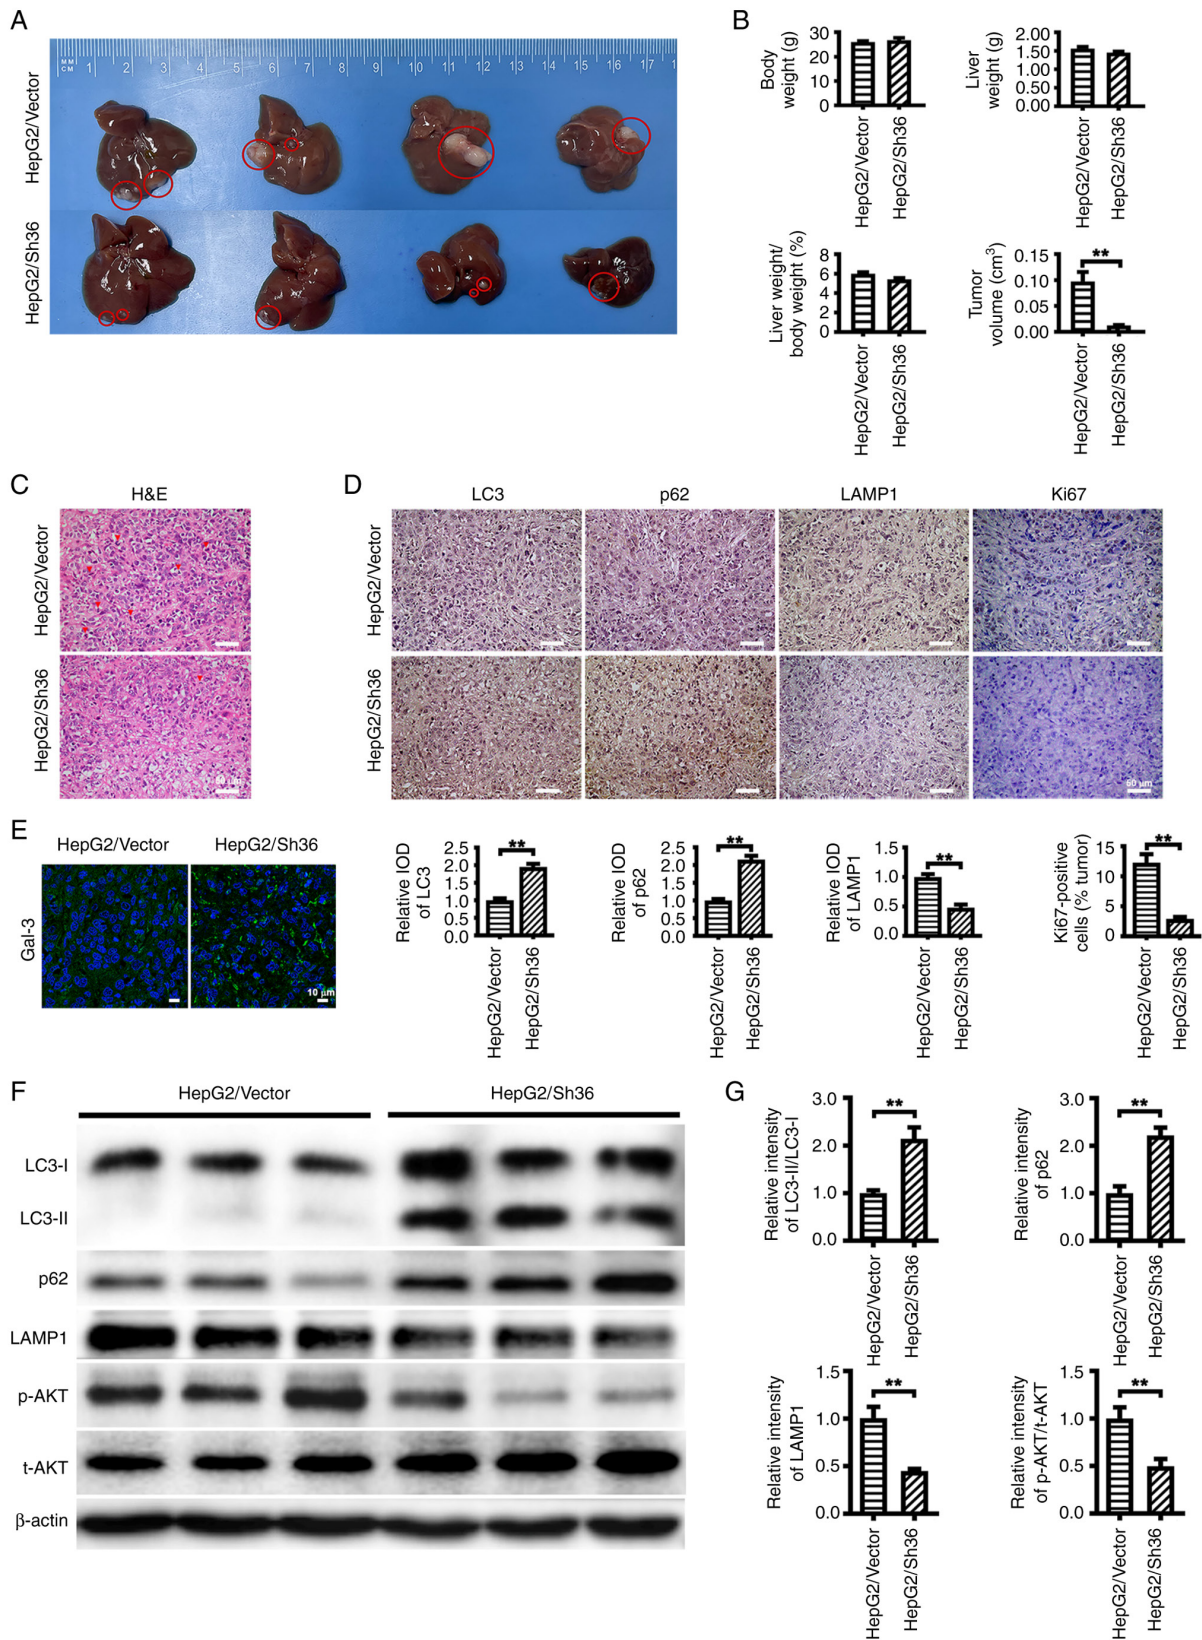 A
MM
CM
1 2 3 4 5 6 7 8 9 10 11 12 13 14 15 16 17 1
HepG2/Vector
HepG2/Sh36
B
Body
weight (g)
30
20
10
0
HepG2/Vector
HepG2/Sh36
Liver
weight (g)
2.00
1.50
1.00
0.50
0.00
HepG2/Vector
HepG2/Sh36
Liver weight/
body weight (%)
8
6
4
2
0
HepG2/Vector
HepG2/Sh36
Tumor
volume (cm³)
0.15
0.10
0.05
0.00
**
HepG2/Vector
HepG2/Sh36
C
H&E
HepG2/Vector
HepG2/Sh36
50 µm
D
LC3 p62 LAMP1 Ki67
HepG2/Vector
HepG2/Sh36
50 µm
Relative IOD
of LC3
2.5
2.0
1.5
1.0
0.5
0.0
**
HepG2/Vector
HepG2/Sh36
Relative IOD
of p62
2.5
2.0
1.5
1.0
0.5
0.0
**
HepG2/Vector
HepG2/Sh36
Relative IOD
of LAMP1
1.5
1.0
0.5
0.0
**
HepG2/Vector
HepG2/Sh36
Ki67-positive
cells (% tumor)
15
10
5
0
**
HepG2/Vector
HepG2/Sh36
E
HepG2/Vector HepG2/Sh36
Gal-3
10 µm
F
HepG2/Vector HepG2/Sh36
LC3-I
LC3-II
p62
LAMP1
p-AKT
t-AKT
β-actin
G
Relative intensity
of LC3-II/LC3-I
3.0
2.0
1.0
0.0
**
HepG2/Vector
HepG2/Sh36
Relative intensity
of p62
3.0
2.0
1.0
0.0
**
HepG2/Vector
HepG2/Sh36
Relative intensity
of LAMP1
1.5
1.0
0.5
0.0
**
HepG2/Vector
HepG2/Sh36
Relative intensity
of p-AKT/t-AKT
1.5
1.0
0.5
0.0
**
HepG2/Vector
HepG2/Sh36